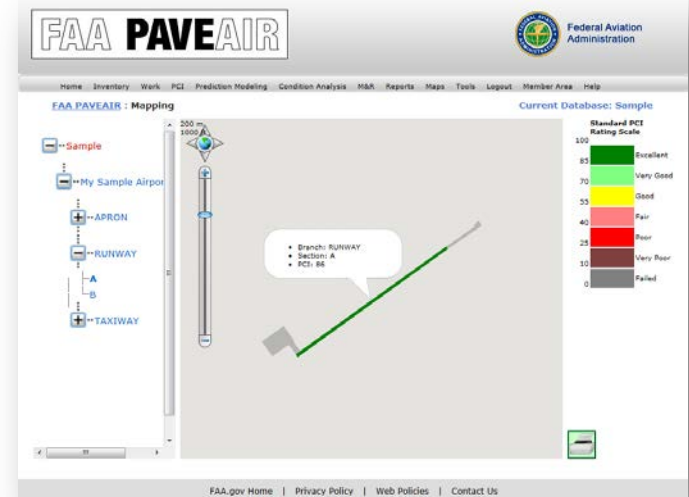 FAA PAVEAIR
Federal Aviation
Administration
Home Inventory Work PCI Prediction Modeling Condition Analysis M&R Reports Maps Tools Logout Member Area Help
FAA PAVEAIR : Mapping
Current Database: Sample
Sample
My Sample Airpor
APRON
RUNWAY
A
B
TAXIWAY
200 m
1000 ft
Branch: RUNWAY
Section: A
PCI: 86
Standard PCI
Rating Scale
100
Excellent
85
Very Good
70
Good
55
Fair
40
Poor
25
Very Poor
10
Failed
0
FAA.gov Home | Privacy Policy | Web Policies | Contact Us